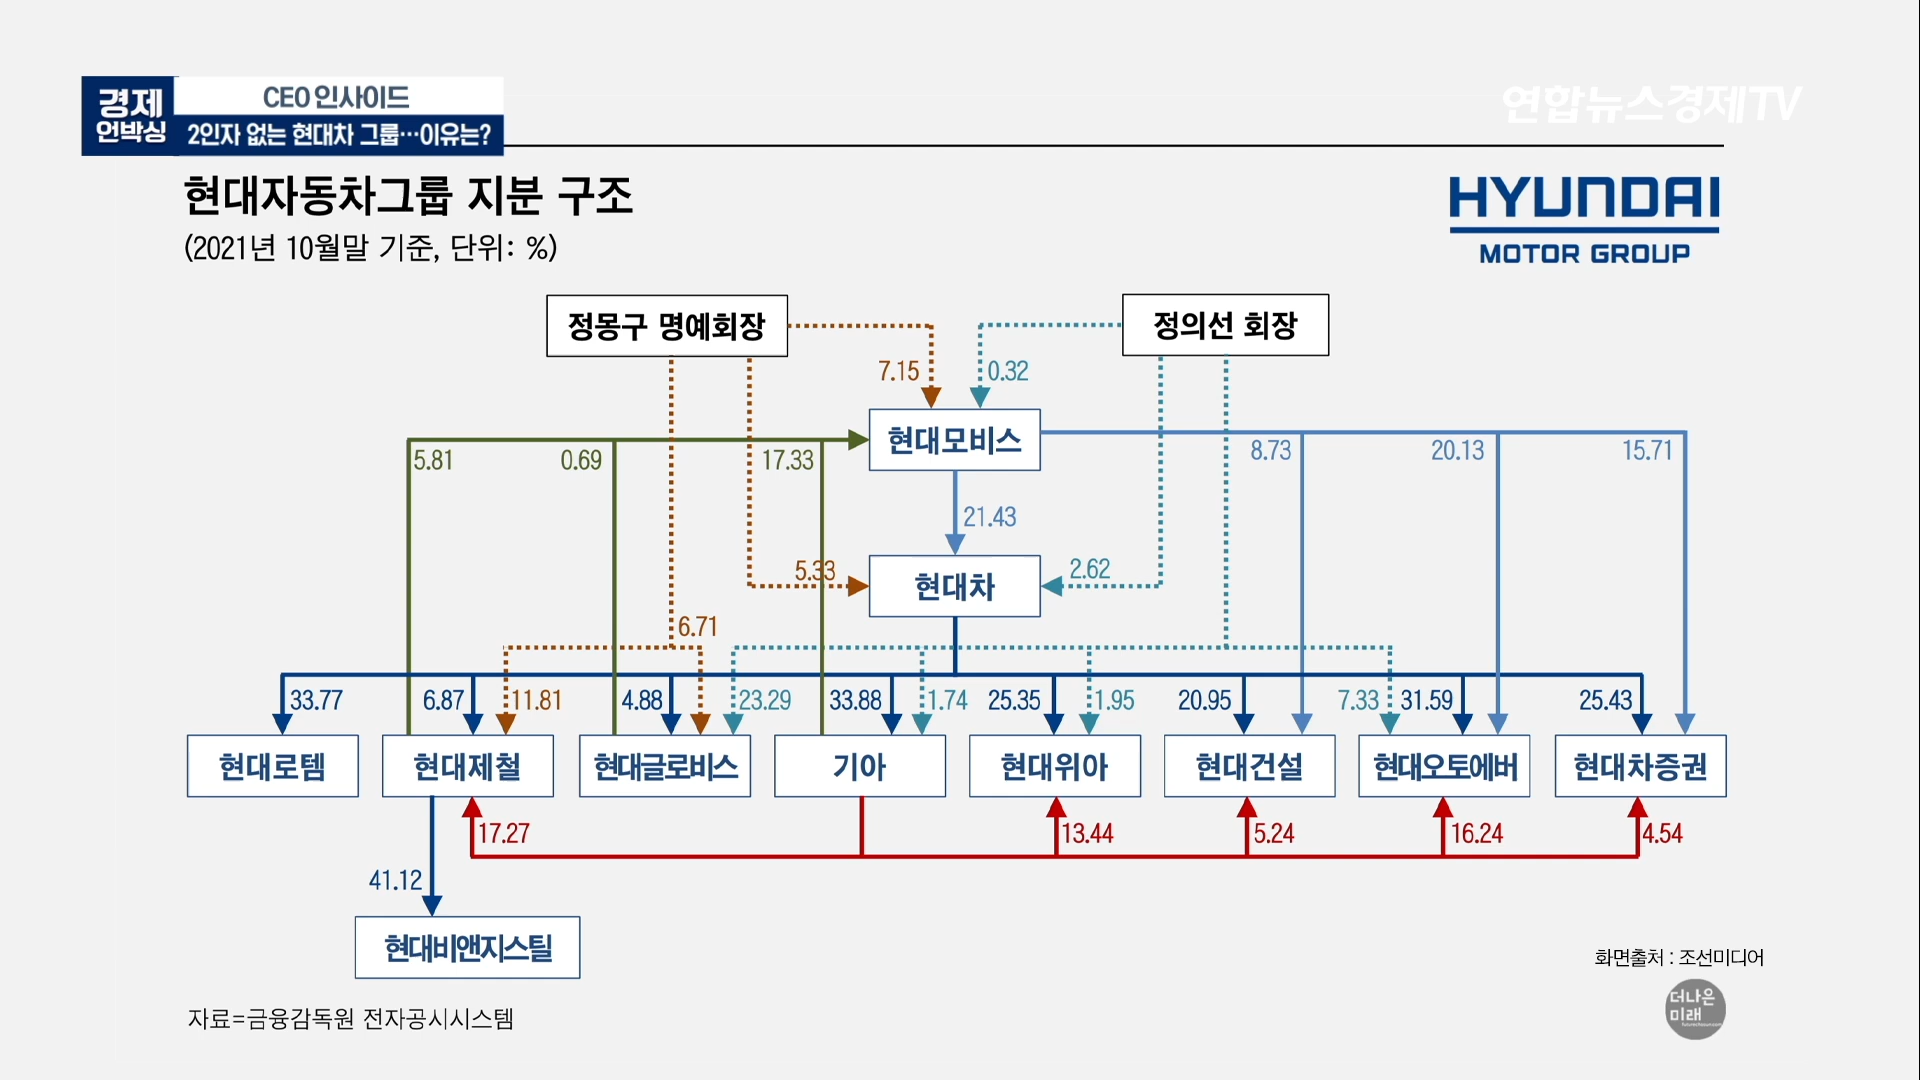 경제
언박싱
CEO 인사이드
2인자 없는 현대차 그룹…이유는?
연합뉴스경제TV
현대자동차그룹 지분 구조
(2021년 10월말 기준, 단위: %)
HYUNDAI
MOTOR GROUP
정몽구 명예회장
정의선 회장
7.15
0.32
현대모비스
5.81
0.69
17.33
8.73
20.13
15.71
21.43
5.33
현대차
2.62
6.71
33.77
6.87
11.81
4.88
23.29
33.88
1.74
25.35
1.95
20.95
7.33
31.59
25.43
현대로템
현대제철
현대글로비스
기아
현대위아
현대건설
현대오토에버
현대차증권
17.27
13.44
5.24
16.24
4.54
41.12
현대비앤지스틸
화면출처 : 조선미디어
더나은
미래
자료=금융감독원 전자공시시스템